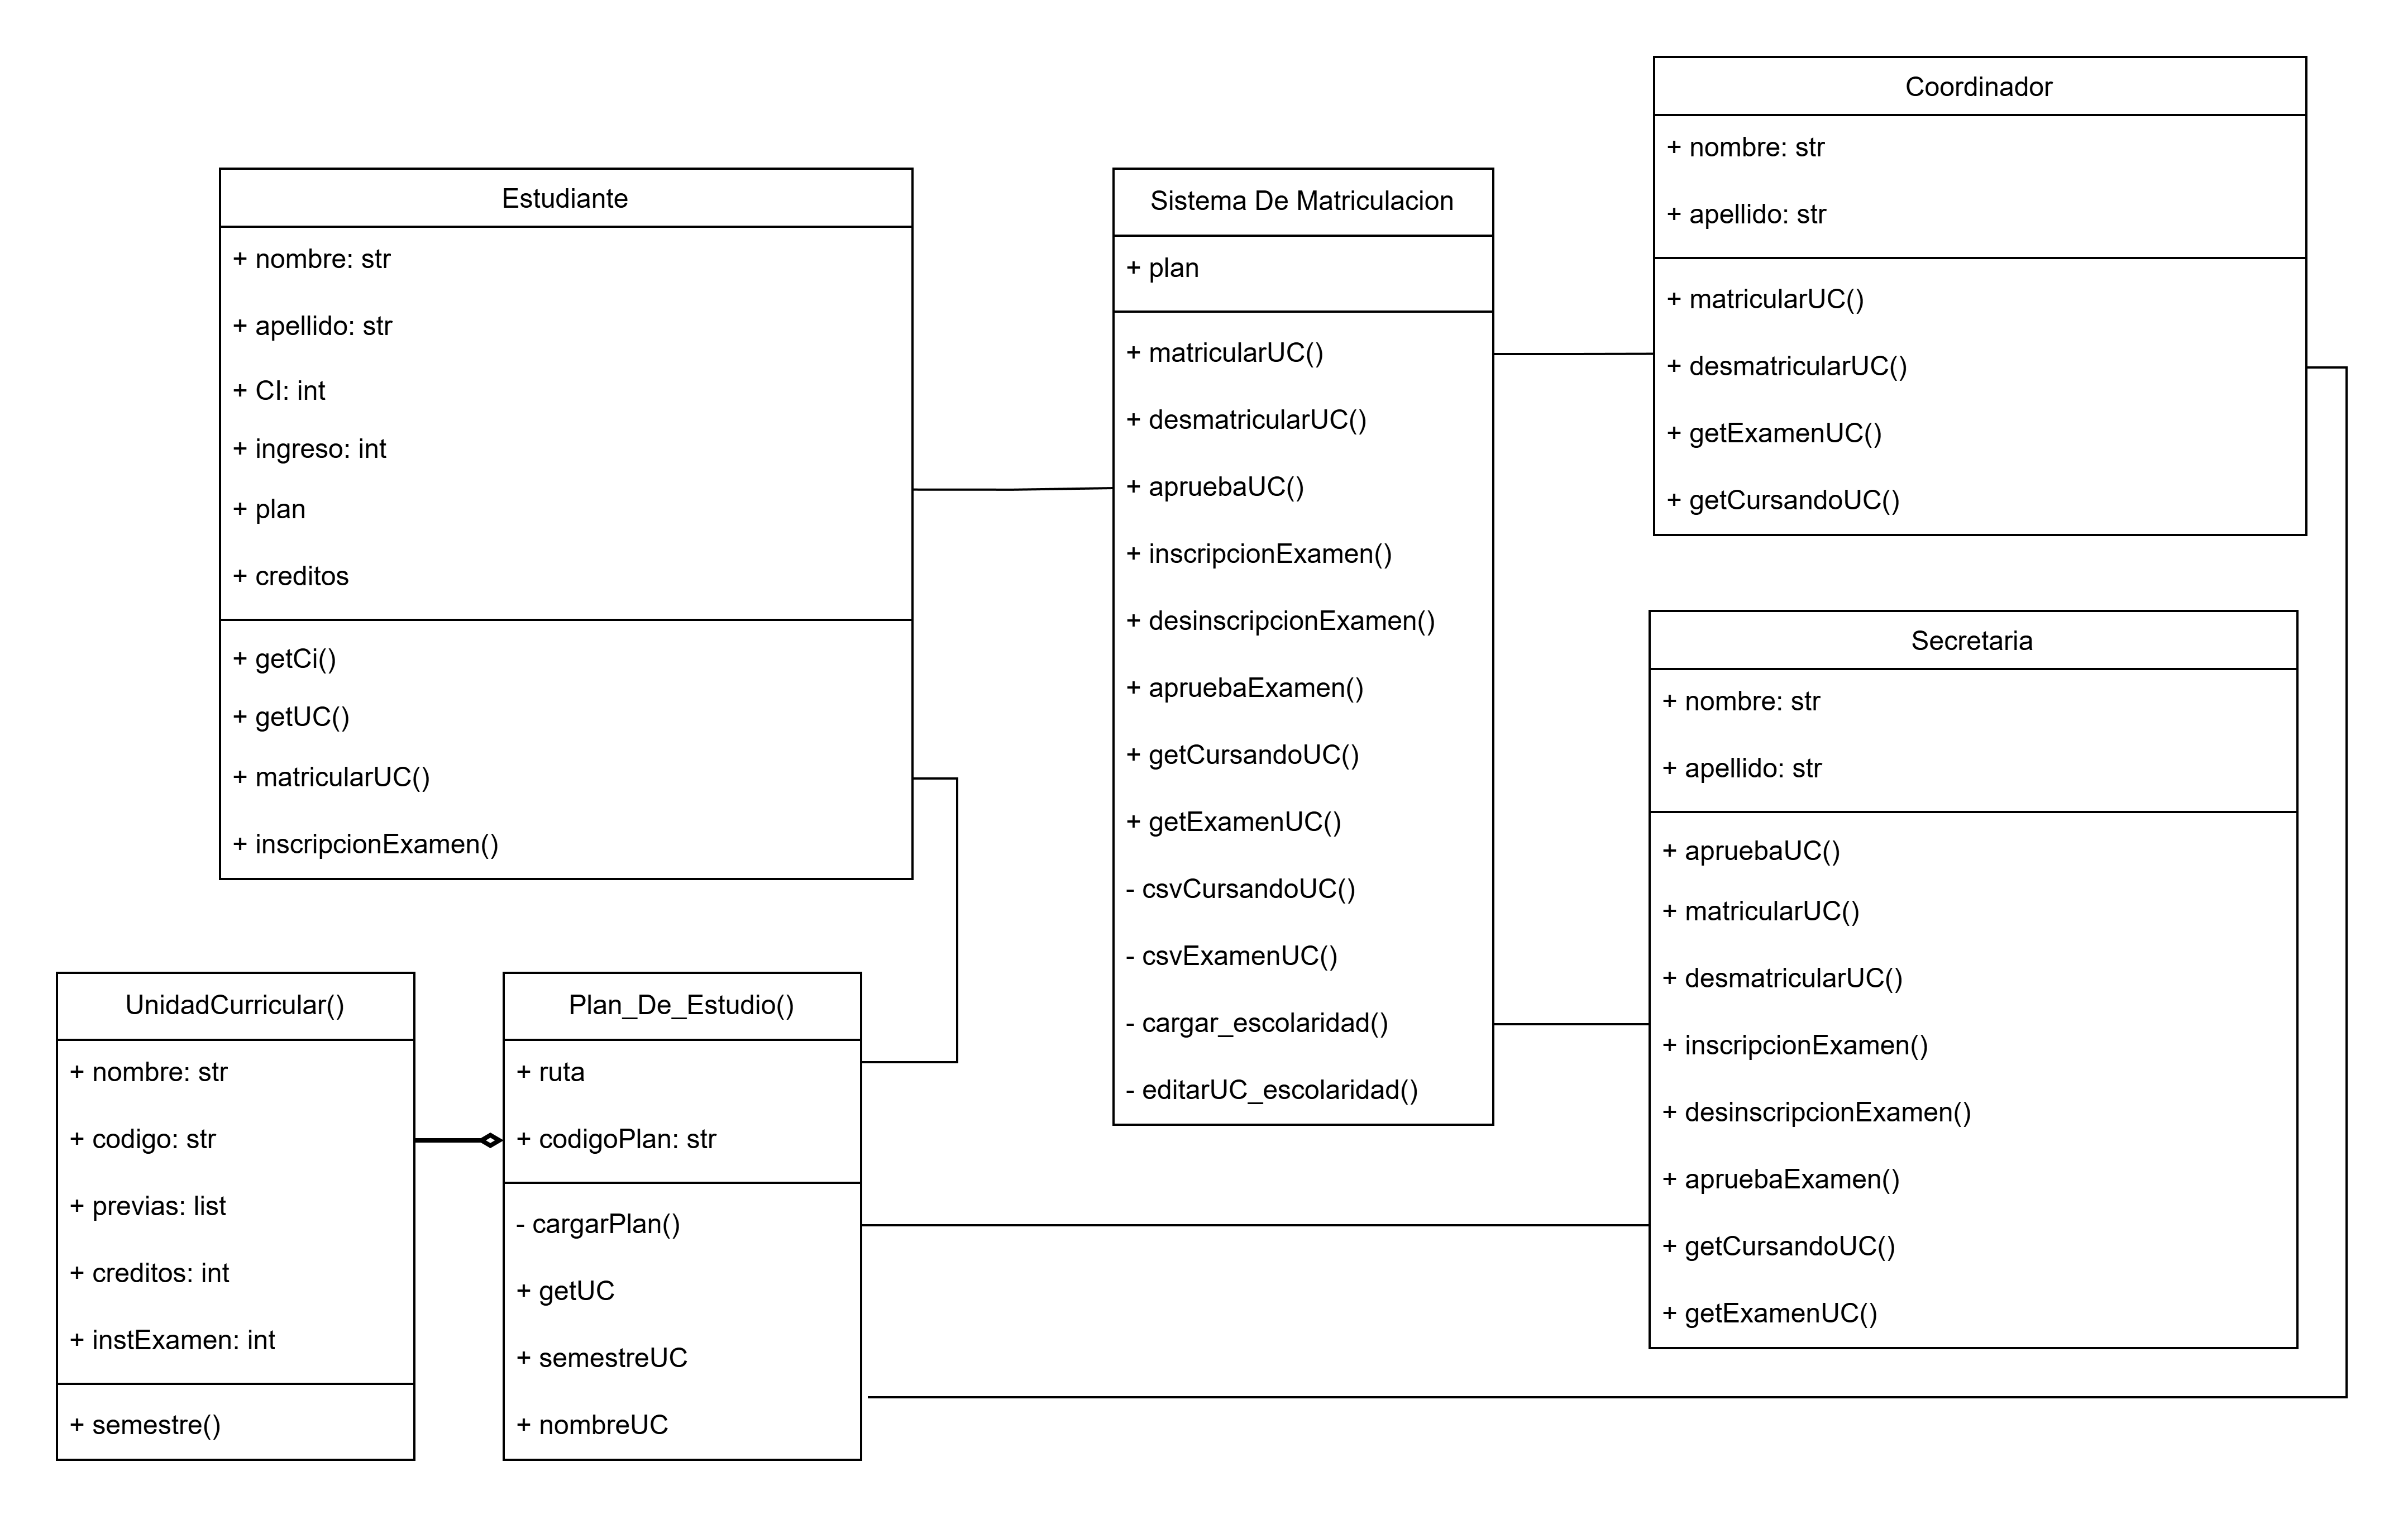 Estudiante
+ nombre: str
+ apellido: str
+ CI: int
+ ingreso: int
+ plan
+ creditos
+ getCi()
+ getUC()
+ matricularUC()
+ inscripcionExamen()
Sistema De Matriculacion
+ plan
+ matricularUC()
+ desmatricularUC()
+ apruebaUC()
+ inscripcionExamen()
+ desinscripcionExamen()
+ apruebaExamen()
+ getCursandoUC()
+ getExamenUC()
- csvCursandoUC()
- csvExamenUC()
- cargar_escolaridad()
- editarUC_escolaridad()
Coordinador
+ nombre: str
+ apellido: str
+ matricularUC()
+ desmatricularUC()
+ getExamenUC()
+ getCursandoUC()
Secretaria
+ nombre: str
+ apellido: str
+ apruebaUC()
+ matricularUC()
+ desmatricularUC()
+ inscripcionExamen()
+ desinscripcionExamen()
+ apruebaExamen()
+ getCursandoUC()
+ getExamenUC()
UnidadCurricular()
+ nombre: str
+ codigo: str
+ previas: list
+ creditos: int
+ instExamen: int
+ semestre()
Plan_De_Estudio()
+ ruta
+ codigoPlan: str
- cargarPlan()
+ getUC
+ semestreUC
+ nombreUC